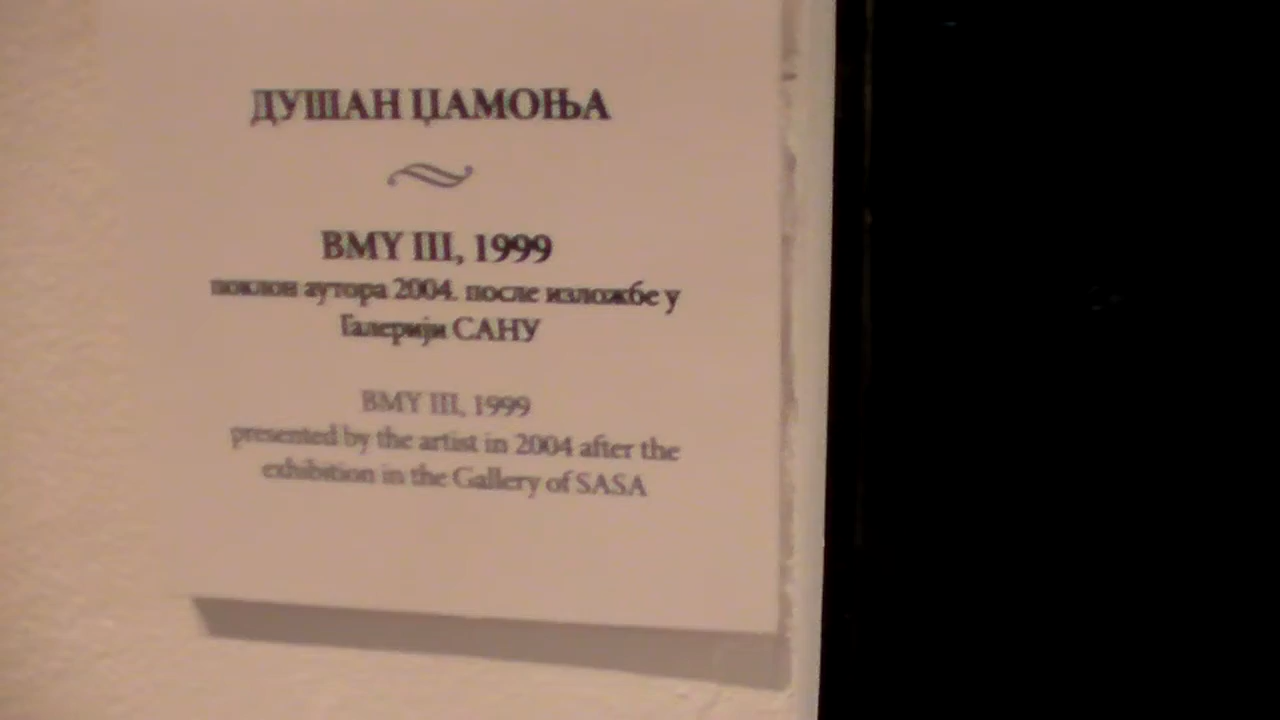 ДУШАН ЏАМОЊА
BMY III, 1999
поклон аутора 2004. после изложбе у
Галерији САНУ
BMY III, 1999
presented by the artist in 2004 after the
exhibition in the Gallery of SASA